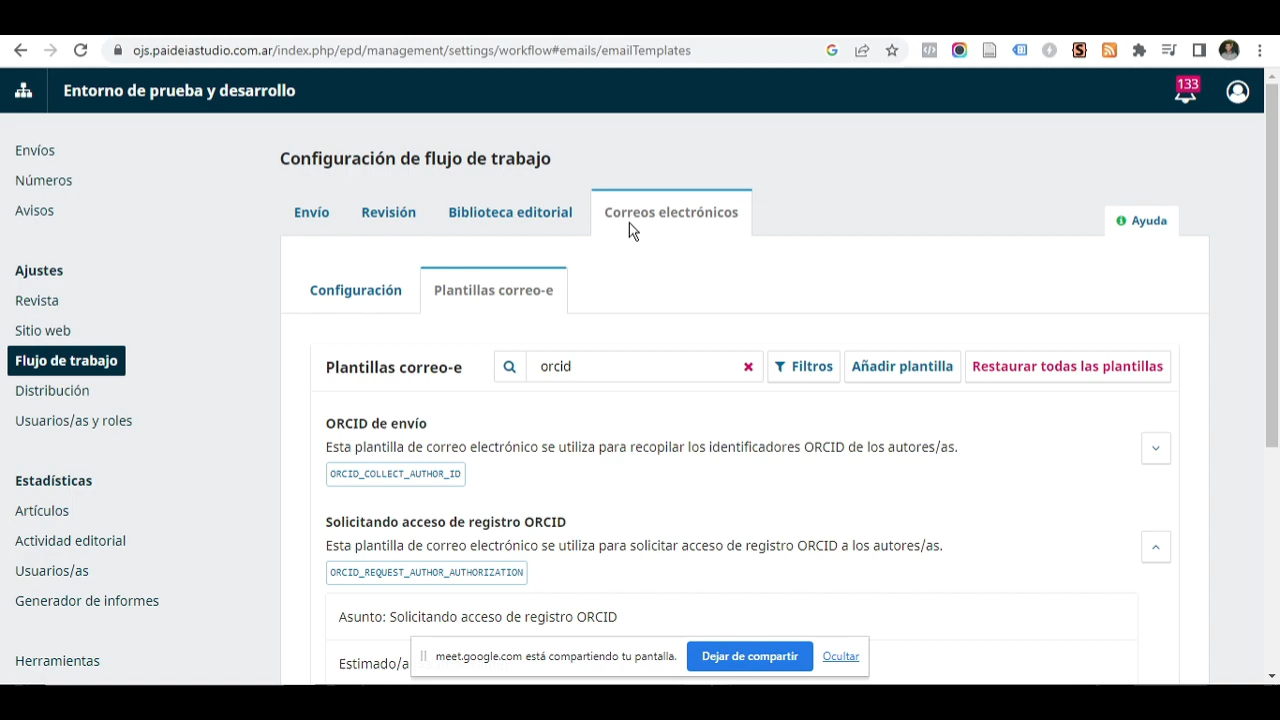 ojs.paideiastudio.com.ar/index.php/epd/management/settings/workflow#emails/emailTemplates
Entorno de prueba y desarrollo
133
Envíos
Números
Avisos
Ajustes
Revista
Sitio web
Flujo de trabajo
Distribución
Usuarios/as y roles
Estadísticas
Artículos
Actividad editorial
Usuarios/as
Generador de informes
Herramientas
Configuración de flujo de trabajo
Envío
Revisión
Biblioteca editorial
Correos electrónicos
Ayuda
Configuración
Plantillas correo-e
Plantillas correo-e
orcid
Filtros
Añadir plantilla
Restaurar todas las plantillas
ORCID de envío
Esta plantilla de correo electrónico se utiliza para recopilar los identificadores ORCID de los autores/as.
ORCID_COLLECT_AUTHOR_ID
Solicitando acceso de registro ORCID
Esta plantilla de correo electrónico se utiliza para solicitar acceso de registro ORCID a los autores/as.
ORCID_REQUEST_AUTHOR_AUTHORIZATION
Asunto: Solicitando acceso de registro ORCID
Estimado/a
meet.google.com está compartiendo tu pantalla.
Dejar de compartir
Ocultar